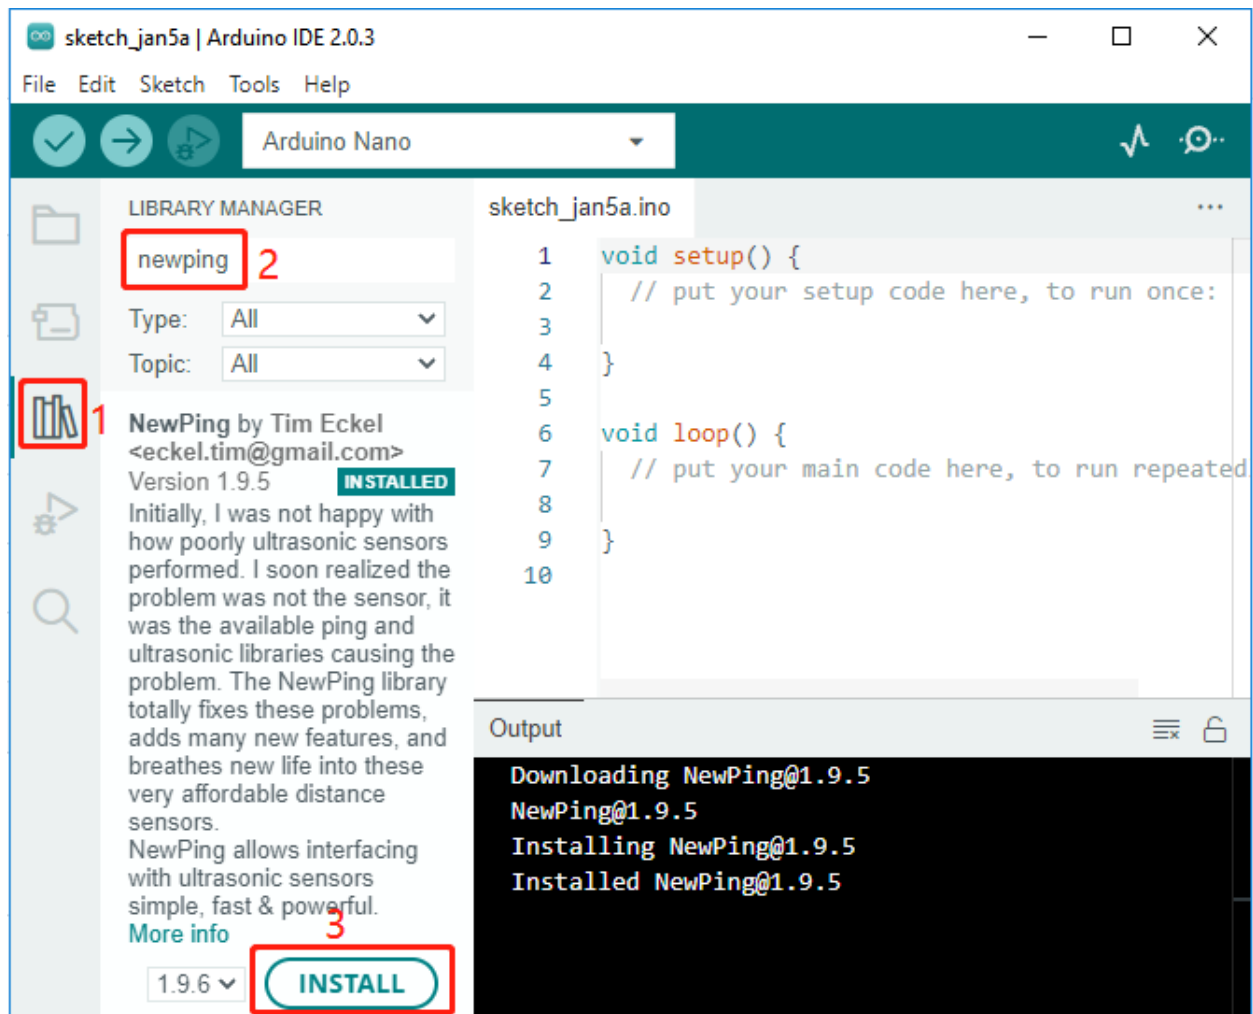 sketch_jan5a | Arduino IDE 2.0.3
File Edit Sketch Tools Help
Arduino Nano
LIBRARY MANAGER
newping
2
Type: All
Topic: All
1
NewPing by Tim Eckel
<eckel.tim@gmail.com>
Version 1.9.5 INSTALLED
Initially, I was not happy with
how poorly ultrasonic sensors
performed. I soon realized the
problem was not the sensor, it
was the available ping and
ultrasonic libraries causing the
problem. The NewPing library
totally fixes these problems,
adds many new features, and
breathes new life into these
very affordable distance
sensors.
NewPing allows interfacing
with ultrasonic sensors
simple, fast & powerful.
More info
3
1.9.6 INSTALL
sketch_jan5a.ino
1 void setup() {
2 // put your setup code here, to run once:
3
4 }
5
6 void loop() {
7 // put your main code here, to run repeated
8
9 }
10
Output
Downloading NewPing@1.9.5
NewPing@1.9.5
Installing NewPing@1.9.5
Installed NewPing@1.9.5